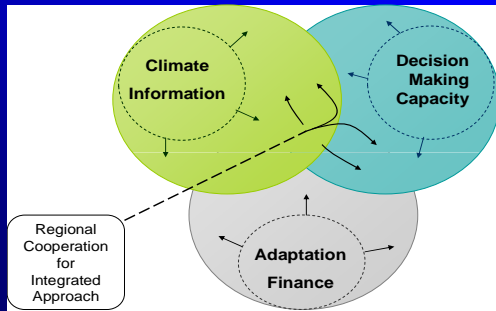 Climate
Information
Decision
Making
Capacity
Regional
Cooperation
for
Integrated
Approach
Adaptation
Finance